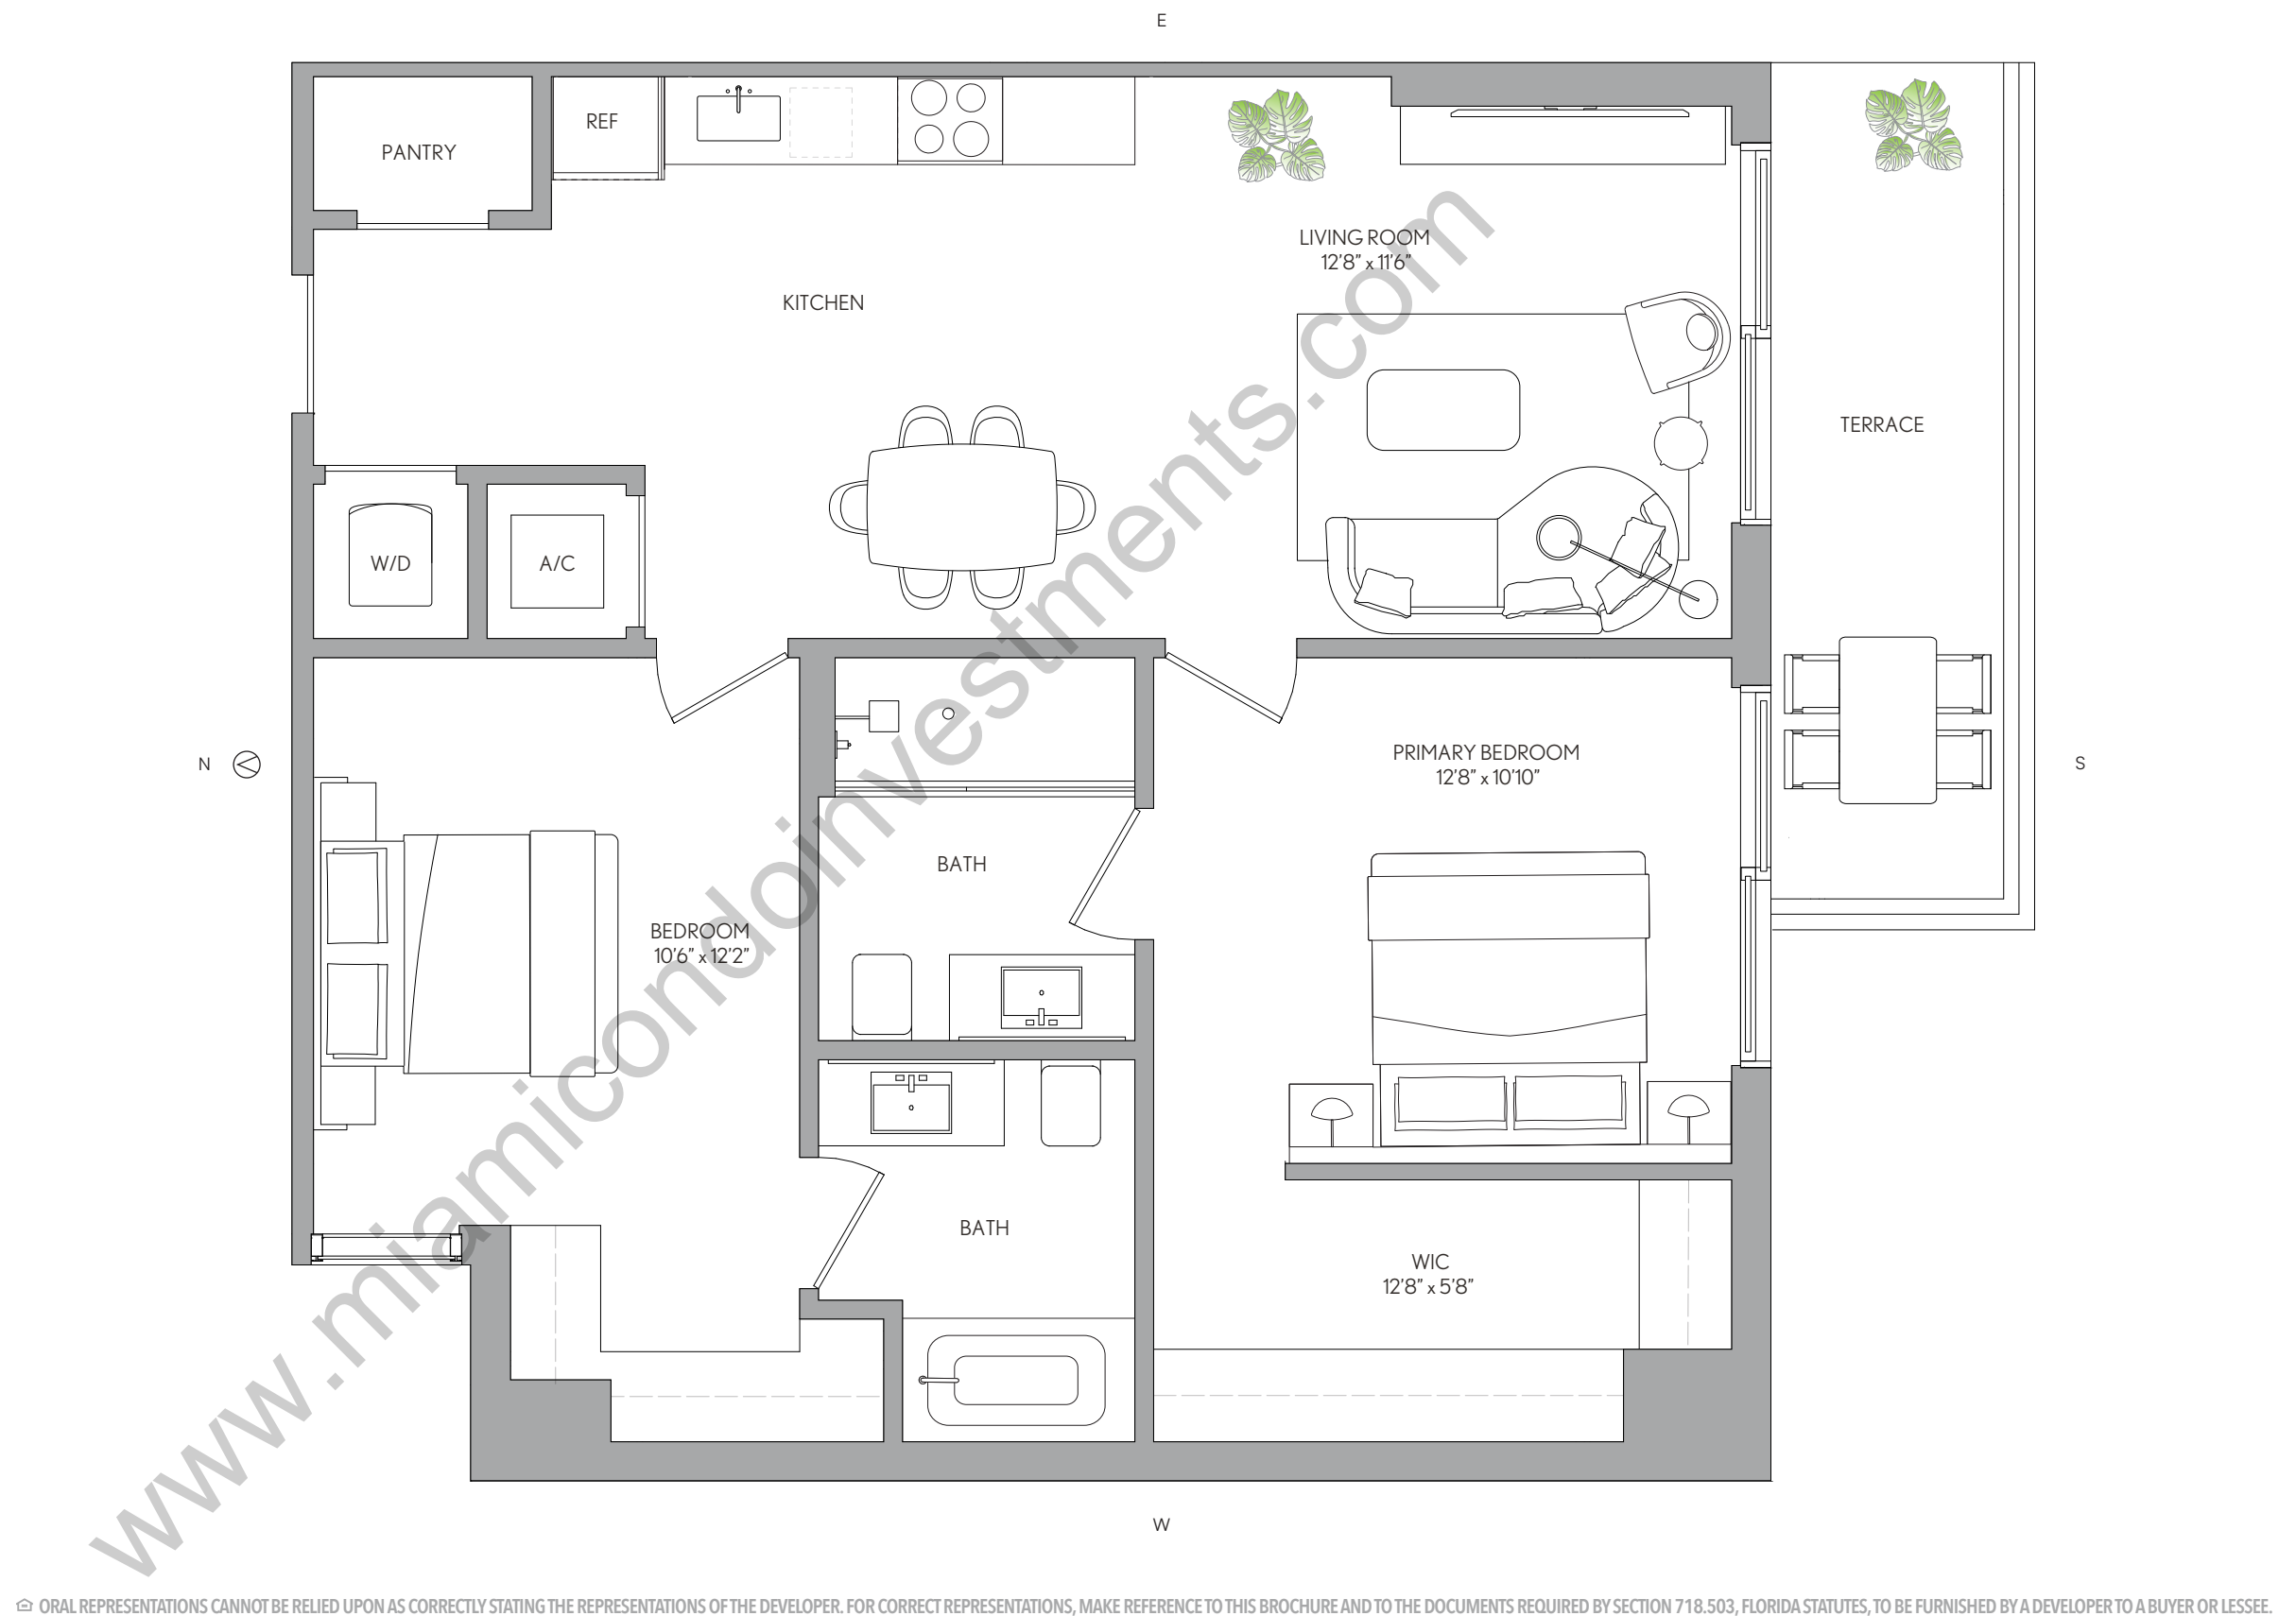 E
PANTRY
REF
LIVING ROOM
12'8" x 11'6"
KITCHEN
TERRACE
W/D
A/C
PRIMARY BEDROOM
12'8" x 10'10"
N
S
BATH
BEDROOM
10'6" x 12'2"
BATH
WIC
12'8" x 5'8"
W
www.miamicondoinvestments.com
ORAL REPRESENTATIONS CANNOT BE RELIED UPON AS CORRECTLY STATING THE REPRESENTATIONS OF THE DEVELOPER. FOR CORRECT REPRESENTATIONS, MAKE REFERENCE TO THIS BROCHURE AND TO THE DOCUMENTS REQUIRED BY SECTION 718.503, FLORIDA STATUTES, TO BE FURNISHED BY A DEVELOPER TO A BUYER OR LESSEE.